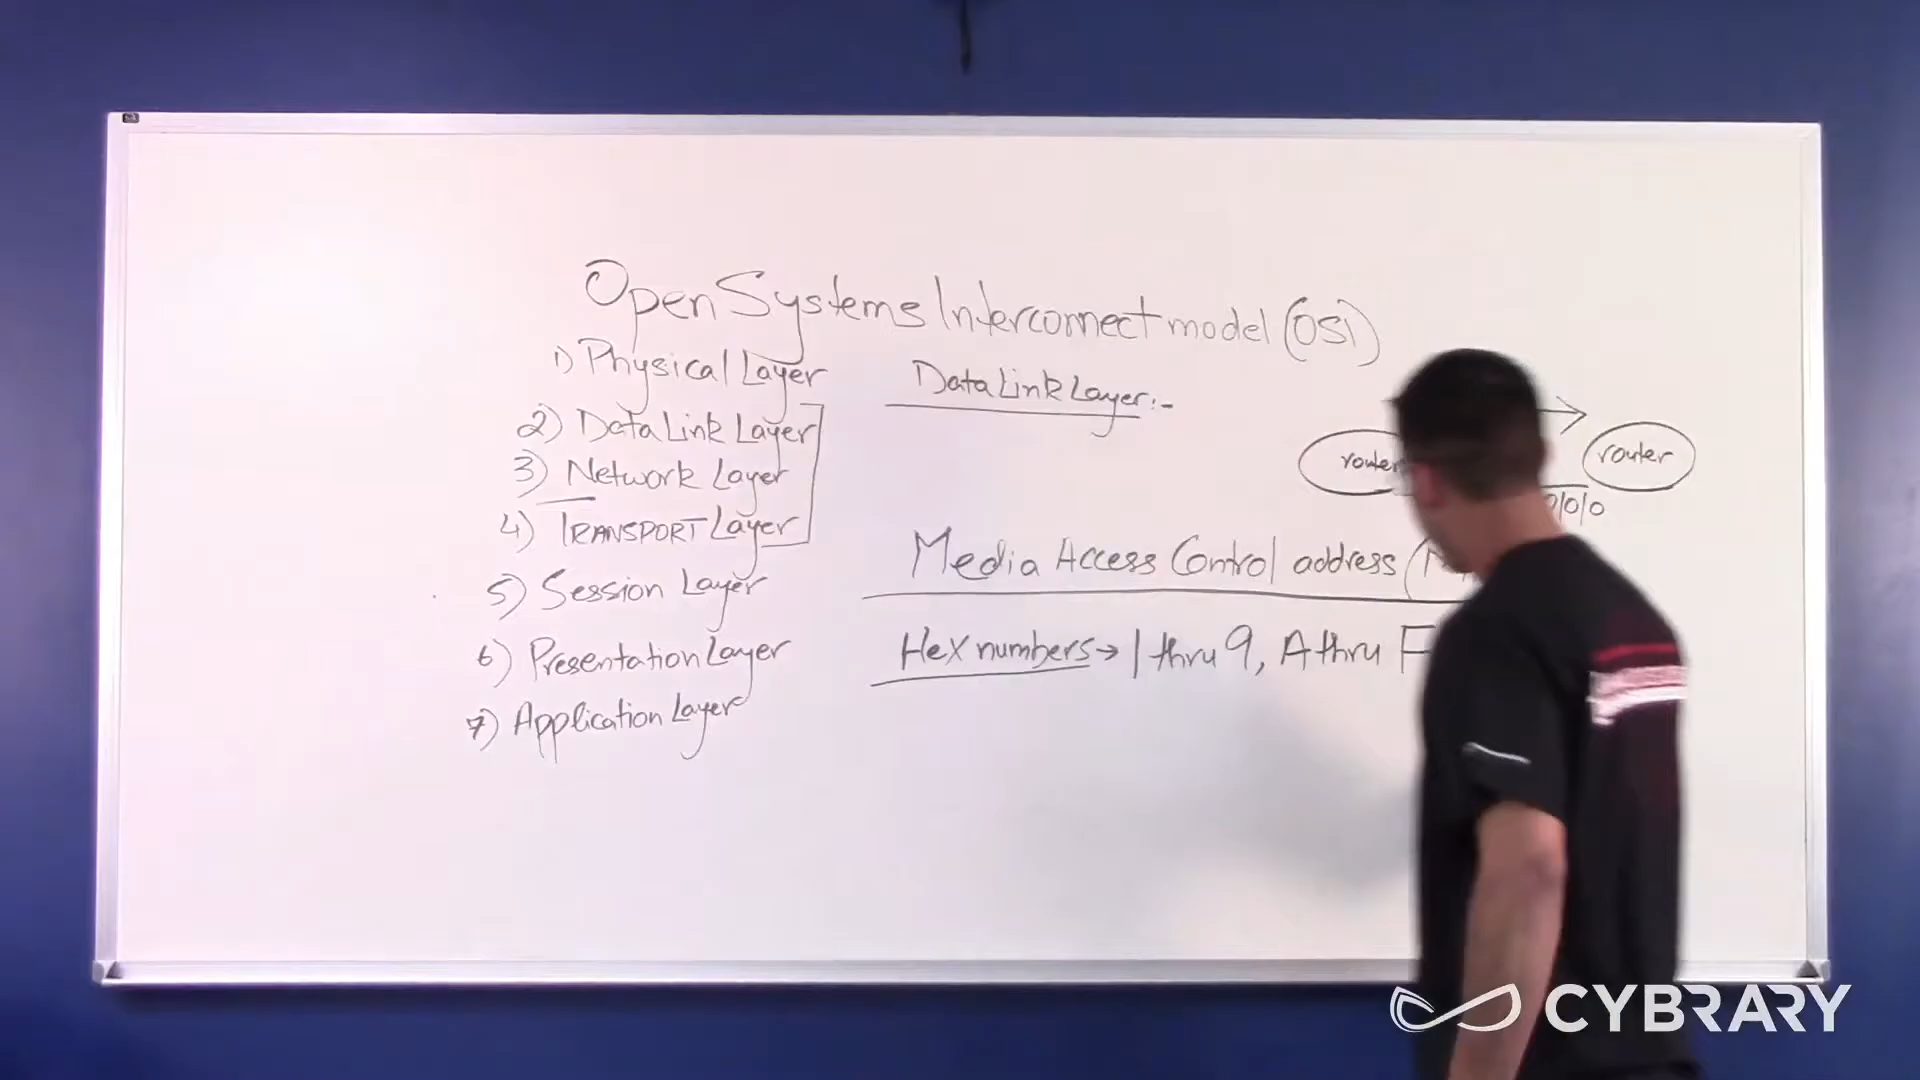 Open Systems Interconnect model (OSI)
1) Physical Layer
2) Data Link Layer
3) Network Layer
4) TRANSPORT Layer
5) Session Layer
6) Presentation Layer
7) Application Layer
Data Link Layer:-
router
router
Media Access Control address
Hex numbers → 1 thru 9, A thru F
CYBRARY